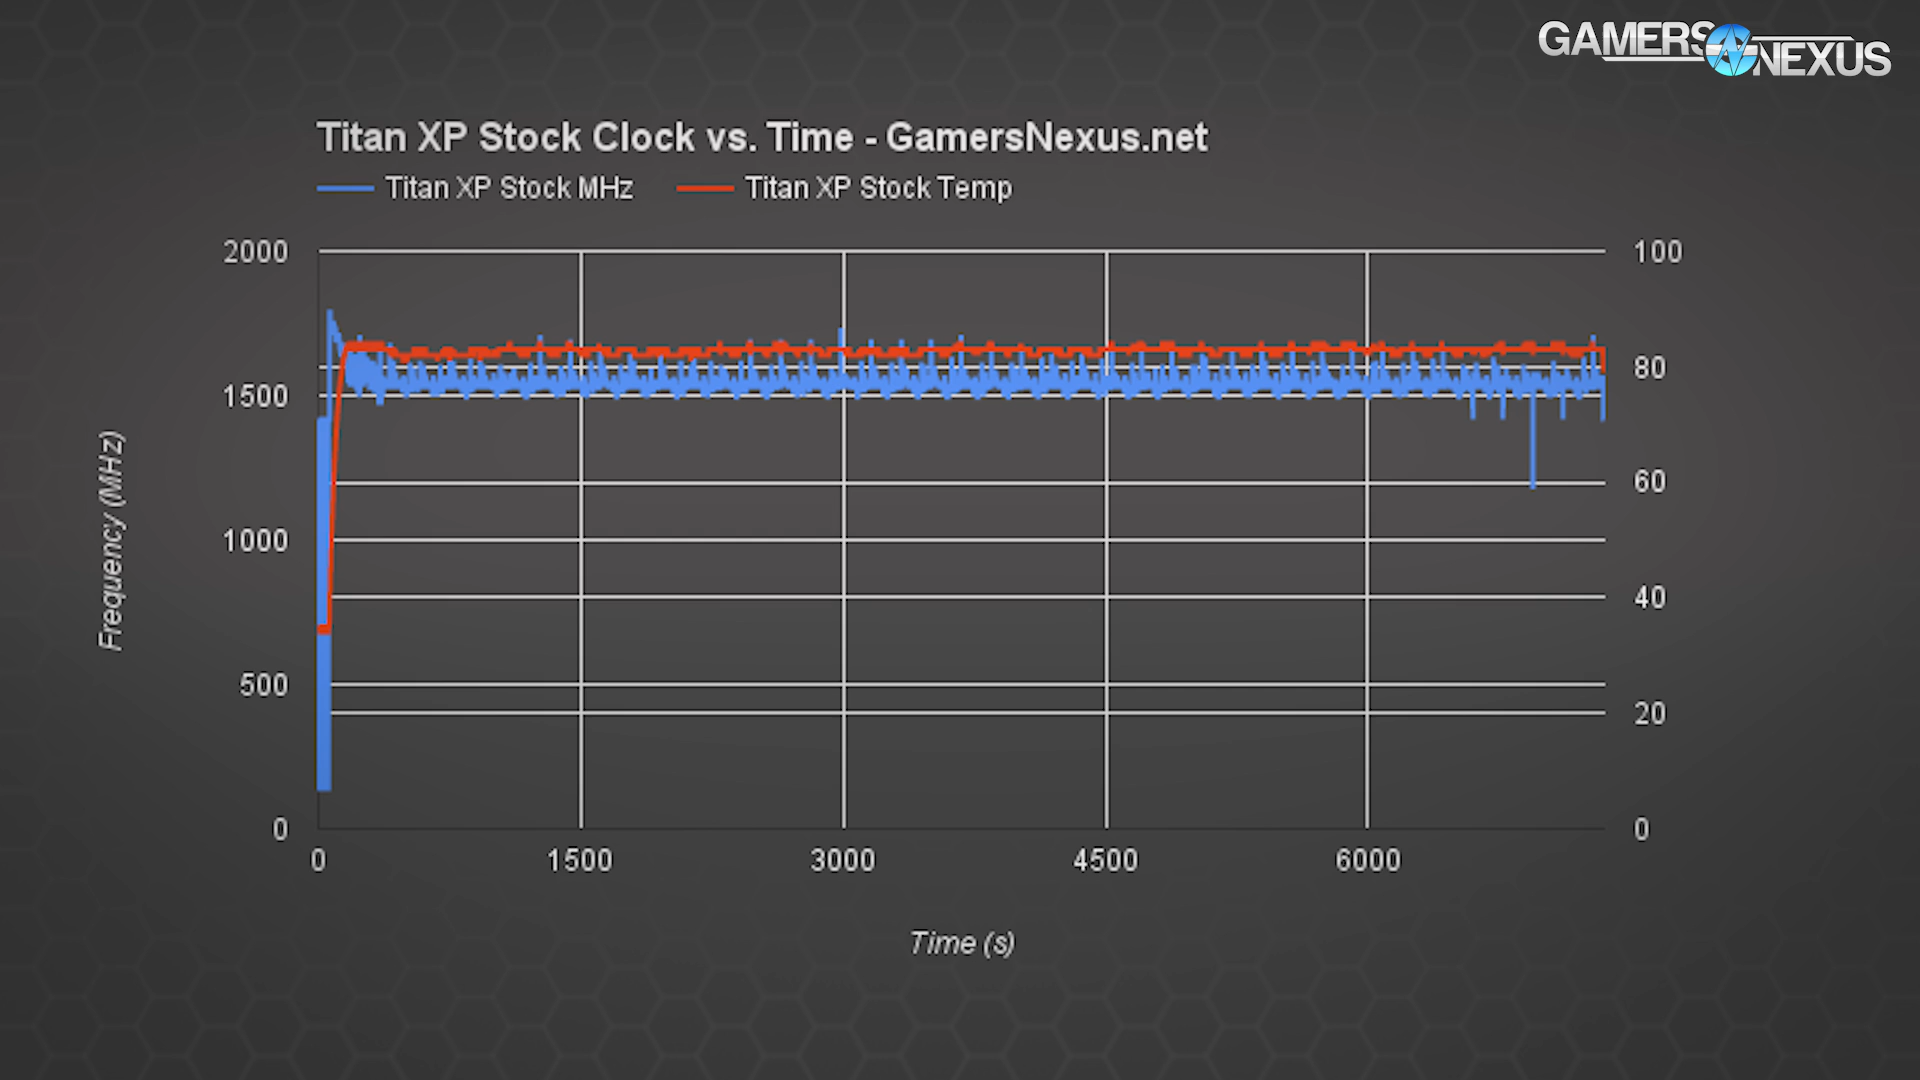 GAMERS NEXUS
Titan XP Stock Clock vs. Time - GamersNexus.net
Titan XP Stock MHz Titan XP Stock Temp
2000 100
80
1500
60
1000
40
500
20
0 0
0 1500 3000 4500 6000
Frequency (MHz)
Time (s)